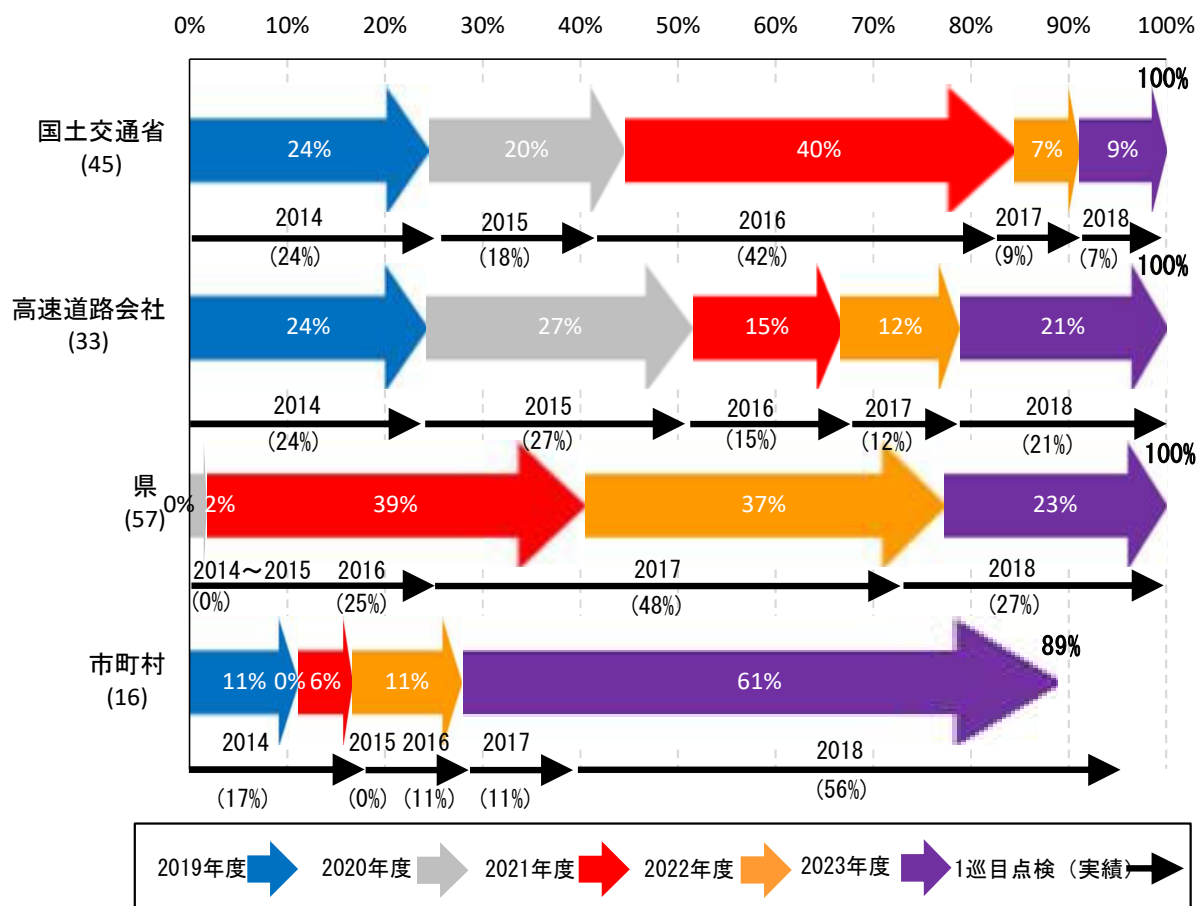 0% 10% 20% 30% 40% 50% 60% 70% 80% 90% 100%
100%
国土交通省
(45)
24% 20% 40% 7% 9%
2014 2015 2016 2017 2018
(24%) (18%) (42%) (9%) (7%)
100%
高速道路会社
(33)
24% 27% 15% 12% 21%
2014 2015 2016 2017 2018
(24%) (27%) (15%) (12%) (21%)
100%
県
(57)
0% 2% 39% 37% 23%
2014～2015 2016 2017 2018
(0%) (25%) (48%) (27%)
89%
市町村
(16)
11% 0% 6% 11% 61%
2014 2015 2016 2017 2018
(17%) (0%) (11%) (11%) (56%)
2019年度 2020年度 2021年度 2022年度 2023年度 1巡目点検（実績）